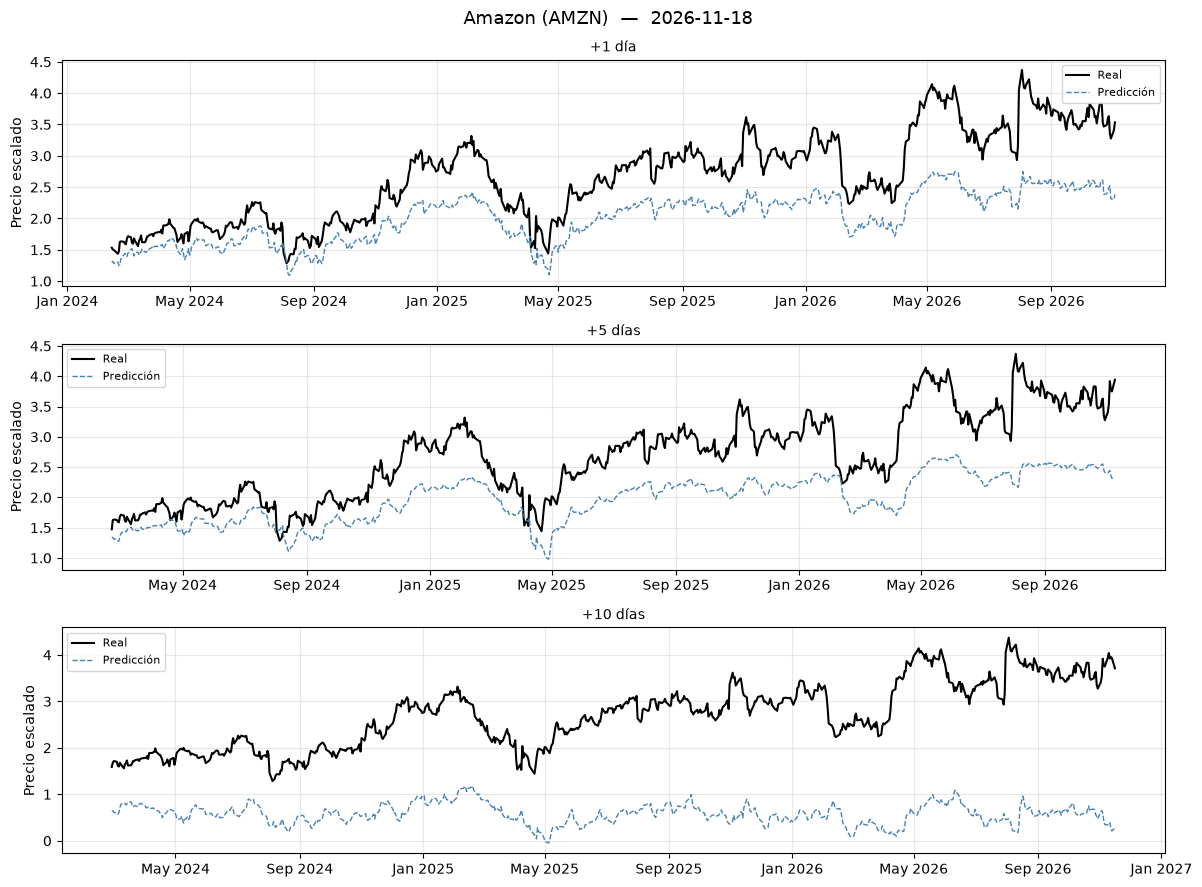 Amazon (AMZN) — 2026-11-18
+1 día
Precio escalado
4.5
4.0
3.5
3.0
2.5
2.0
1.5
1.0
Real
Predicción
Jan 2024 May 2024 Sep 2024 Jan 2025 May 2025 Sep 2025 Jan 2026 May 2026 Sep 2026
+5 días
Precio escalado
4.5
4.0
3.5
3.0
2.5
2.0
1.5
1.0
Real
Predicción
May 2024 Sep 2024 Jan 2025 May 2025 Sep 2025 Jan 2026 May 2026 Sep 2026
+10 días
Precio escalado
4
3
2
1
0
Real
Predicción
May 2024 Sep 2024 Jan 2025 May 2025 Sep 2025 Jan 2026 May 2026 Sep 2026 Jan 2027